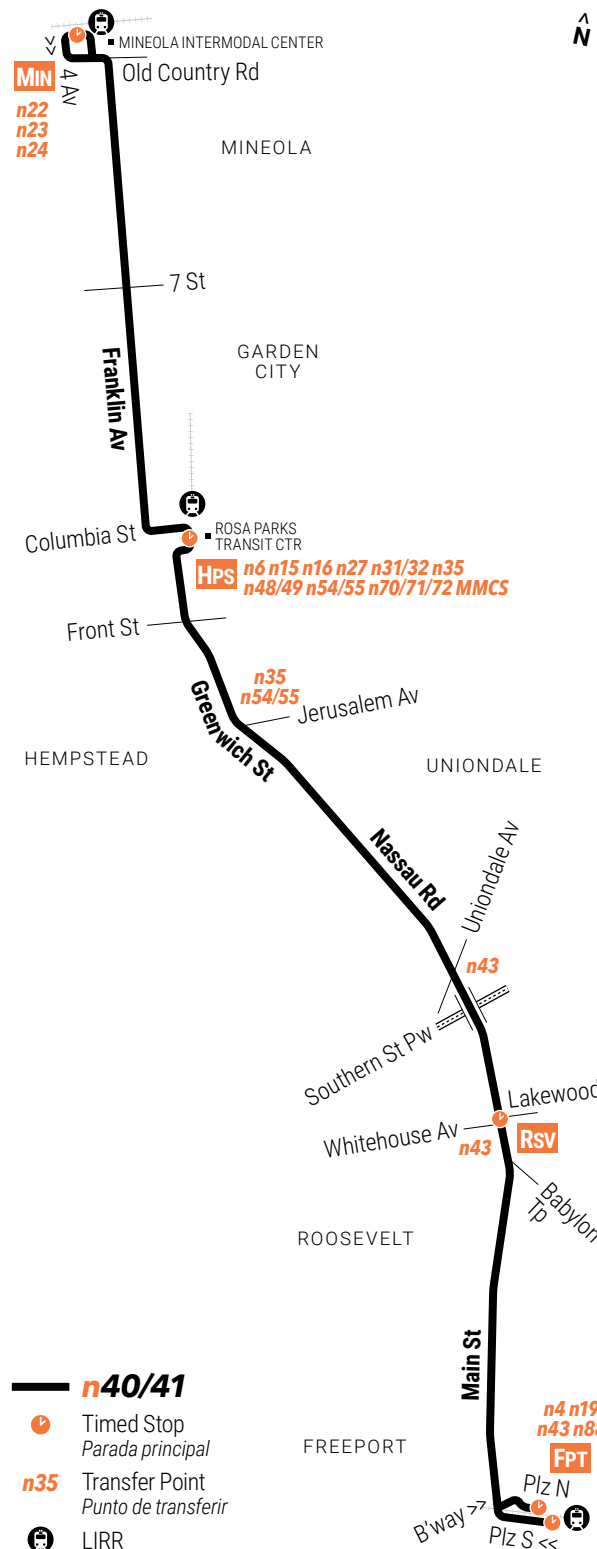 ^
N
MINEOLA INTERMODAL CENTER
Old Country Rd
>>
MIN
4 Av
n22
n23
n24
MINEOLA
7 St
GARDEN
CITY
Franklin Av
Columbia St
ROSA PARKS
TRANSIT CTR
HPS
n6 n15 n16 n27 n31/32 n35
n48/49 n54/55 n70/71/72 MMCS
Front St
n35
n54/55
Jerusalem Av
Greenwich St
HEMPSTEAD
UNIONDALE
Nassau Rd
Uniondale Av
n43
Southern St Pw
Lakewood
Whitehouse Av
n43
RSV
Babylon
Tp
ROOSEVELT
Main St
n40/41
Timed Stop
Parada principal
n35 Transfer Point
Punto de transferir
LIRR
FREEPORT
n4 n19
n43
FPT
Plz N
B'way >>
Plz S <<